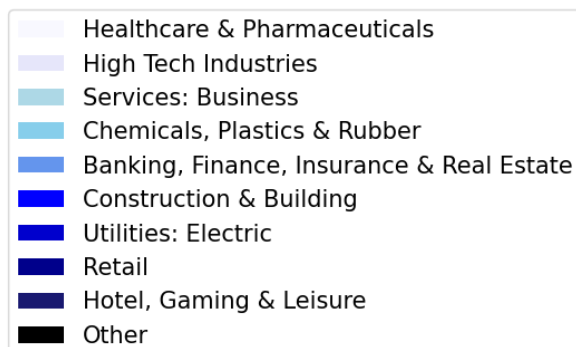 Healthcare & Pharmaceuticals
High Tech Industries
Services: Business
Chemicals, Plastics & Rubber
Banking, Finance, Insurance & Real Estate
Construction & Building
Utilities: Electric
Retail
Hotel, Gaming & Leisure
Other